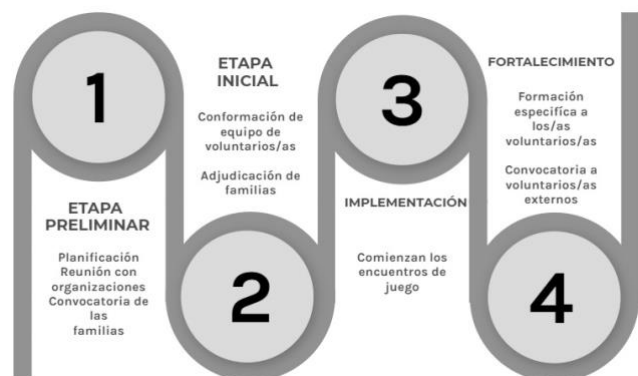 1
ETAPA
PRELIMINAR
Planificación
Reunión con
organizaciones
Convocatoria de
las
familias
ETAPA
INICIAL
Conformación de
equipo de
voluntarios/as
Adjudicación de
familias
2
3
IMPLEMENTACIÓN
Comienzan los
encuentros de
juego
FORTALECIMIENTO
Formación
especifíca a
los/as
voluntarios/as
Convocatoria a
voluntarios/as
externos
4